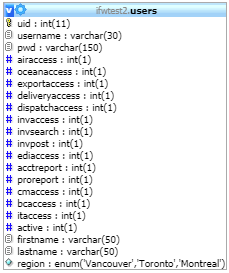 v ifwtest2.users
uid : int(11)
username : varchar(30)
pwd : varchar(150)
airaccess : int(1)
oceanaccess : int(1)
exportaccess : int(1)
deliveryaccess : int(1)
dispatchaccess : int(1)
invaccess : int(1)
invsearch : int(1)
invpost : int(1)
ediaccess : int(1)
acctreport : int(1)
proreport : int(1)
cmaccess : int(1)
bcaccess : int(1)
itaccess : int(1)
active : int(1)
firstname : varchar(50)
lastname : varchar(50)
region : enum('Vancouver','Toronto','Montreal')